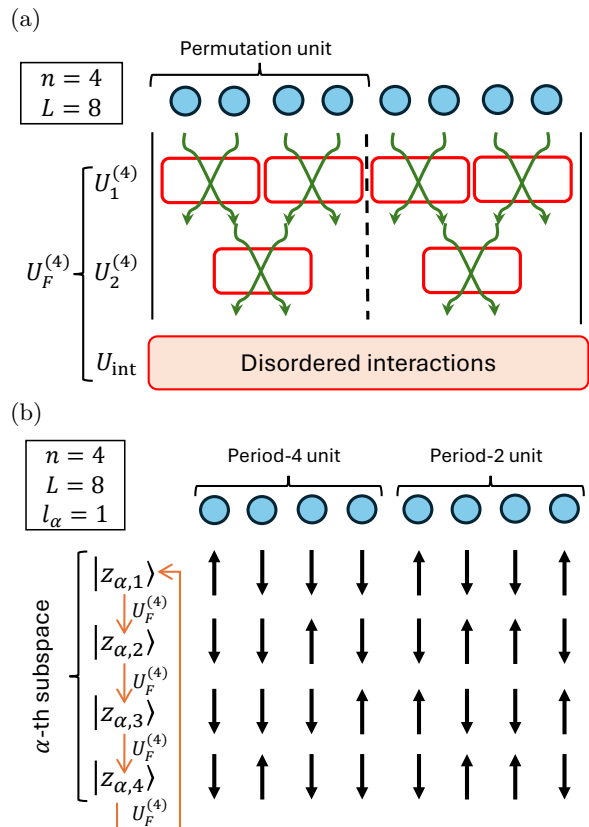 (a)
Permutation unit
n = 4
L = 8
U_1^{(4)}
U_F^{(4)} U_2^{(4)}
U_int Disordered interactions
(b)
n = 4
L = 8
l_α = 1
Period-4 unit Period-2 unit
α-th subspace
|z_{α,1}⟩
U_F^{(4)}
|z_{α,2}⟩
U_F^{(4)}
|z_{α,3}⟩
U_F^{(4)}
|z_{α,4}⟩
U_F^{(4)}